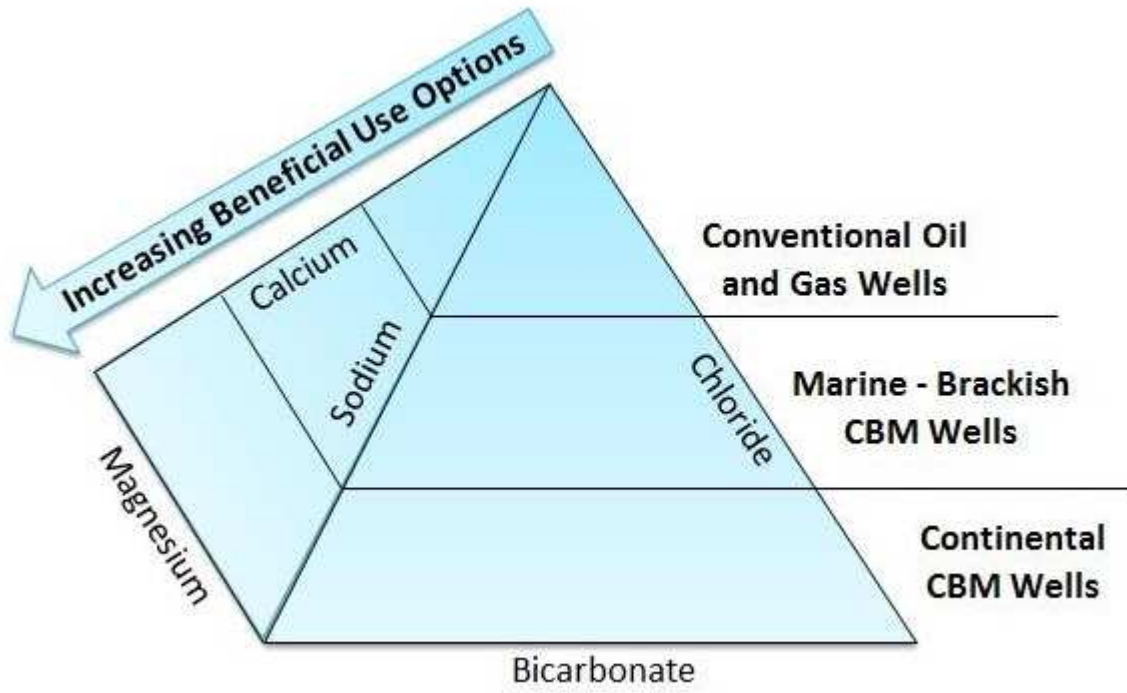 Increasing Beneficial Use Options
Calcium
Sodium
Magnesium
Chloride
Bicarbonate
Conventional Oil
and Gas Wells
Marine - Brackish
CBM Wells
Continental
CBM Wells